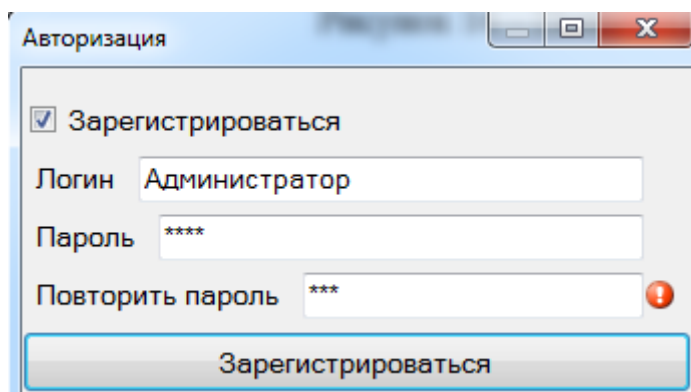 Авторизация
Зарегистрироваться
Логин Администратор
Пароль ****
Повторить пароль ***
Зарегистрироваться